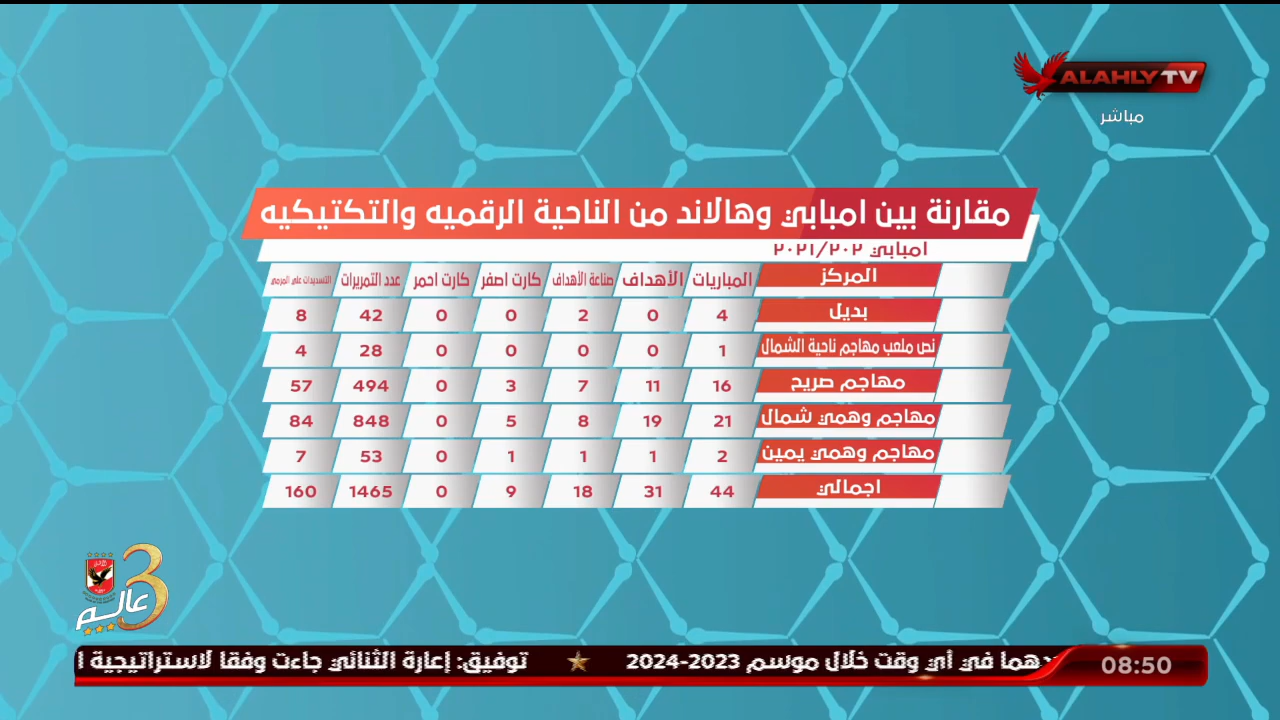 ALAHLY TV
مباشر
مقارنة بين امبابي وهالاند من الناحية الرقميه والتكتيكيه
امبابي ٢٠٢١/٢٠٢
المركز المباريات الأهداف صناعة الأهداف كارت اصفر كارت احمر عدد التمريرات التسديدات علي المرمي
بديل 4 0 2 0 0 42 8
نص ملعب مهاجم ناحية الشمال 1 0 0 0 0 28 4
مهاجم صريح 16 11 7 3 0 494 57
مهاجم وهمي شمال 21 19 8 5 0 848 84
مهاجم وهمي يمين 2 1 1 1 0 53 7
اجمالي 44 31 18 9 0 1465 160
3 عالم
08:50
دهما في أي وقت خلال موسم 2023-2024 توفيق: إعارة الثنائي جاءت وفقا لاستراتيجية ا